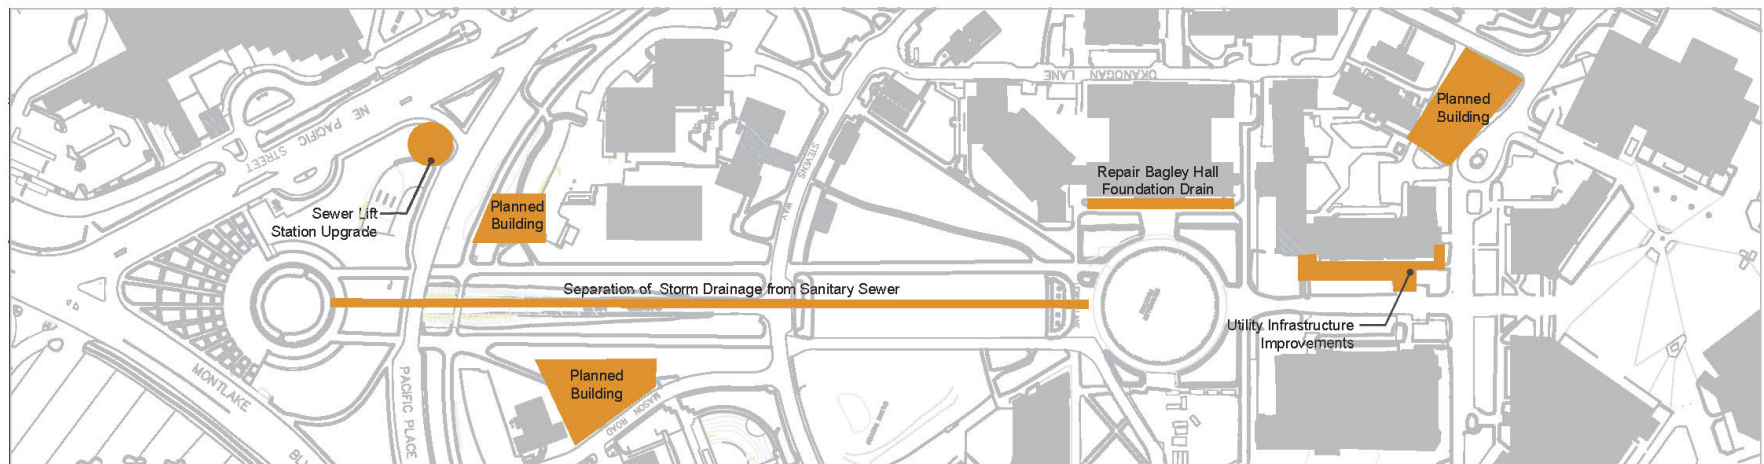 OKANOGAN LANE
Planned
Building
NE PACIFIC STREET
STEVENS WAY
Repair Bagley Hall
Foundation Drain
Sewer Lift
Station Upgrade
Planned
Building
Separation of Storm Drainage from Sanitary Sewer
Utility Infrastructure
Improvements
Planned
Building
MONTLAKE
PACIFIC PLACE
MASON
ROAD